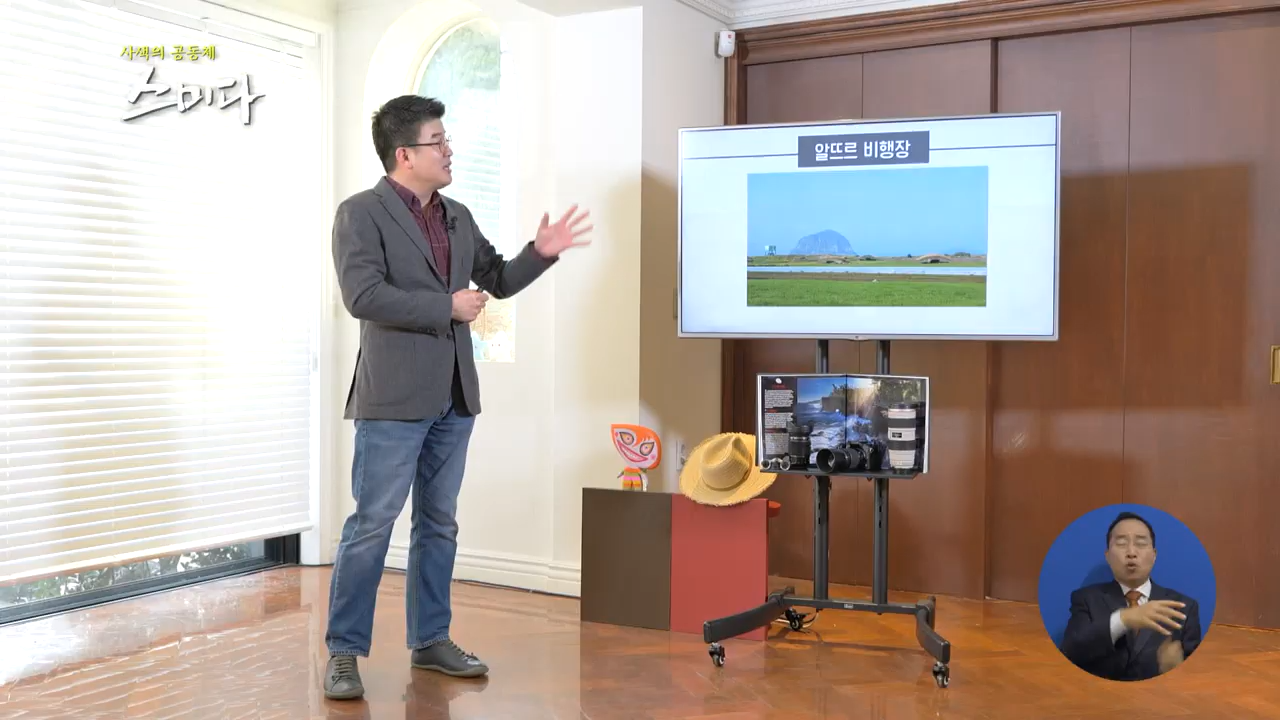 사색의 공동체
스미다
알뜨르 비행장